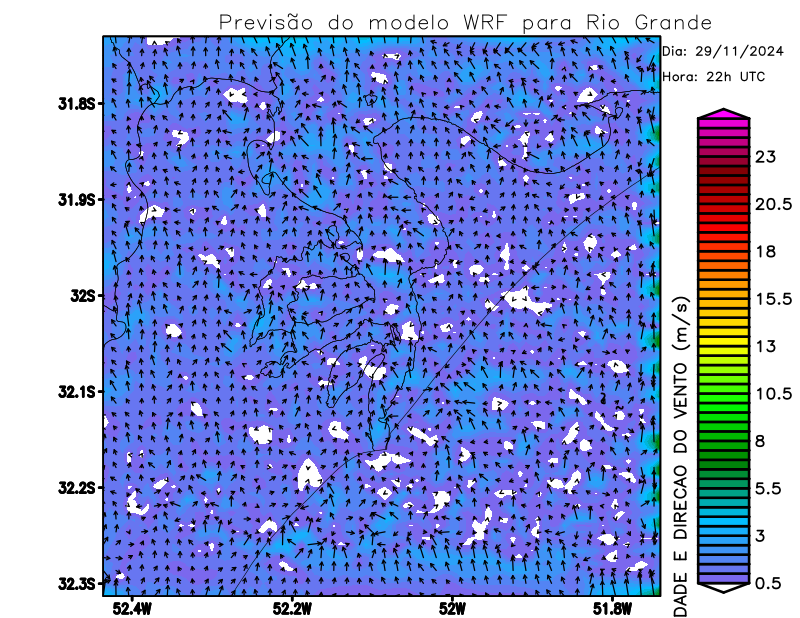 Previsão do modelo WRF para Rio Grande
Dia: 29/11/2024
Hora: 22h UTC
31.8S
31.9S
32S
32.1S
32.2S
32.3S
52.4W
52.2W
52W
51.8W
23
20.5
18
15.5
13
10.5
8
5.5
3
0.5
DADE E DIRECAO DO VENTO (m/s)